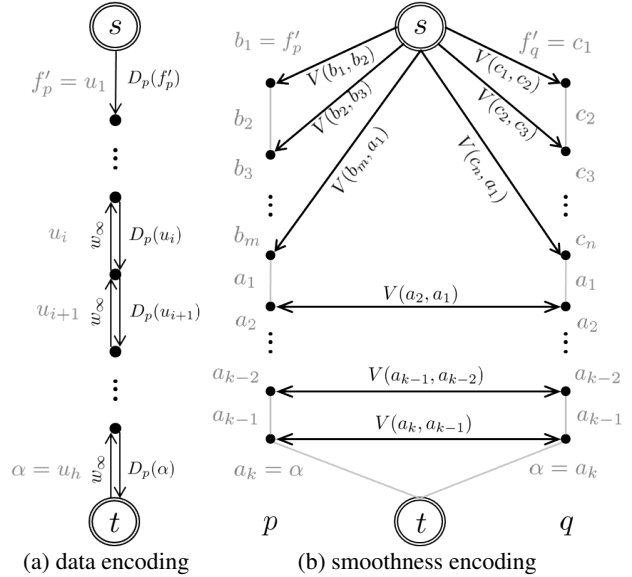 s
f'_p = u_1
D_p(f'_p)
u_i
w_∞
D_p(u_i)
u_{i+1}
w_∞
D_p(u_{i+1})
α = u_h
w_∞
D_p(α)
t
(a) data encoding
s
b_1 = f'_p
f'_q = c_1
V(b_1, b_2)
V(c_1, c_2)
b_2
c_2
V(b_2, b_3)
V(c_2, c_3)
b_3
c_3
V(b_m, a_1)
V(c_n, a_1)
b_m
c_n
a_1
a_1
V(a_2, a_1)
a_2
a_2
a_{k-2}
V(a_{k-1}, a_{k-2})
a_{k-2}
a_{k-1}
V(a_k, a_{k-1})
a_{k-1}
a_k = α
α = a_k
p
t
q
(b) smoothness encoding